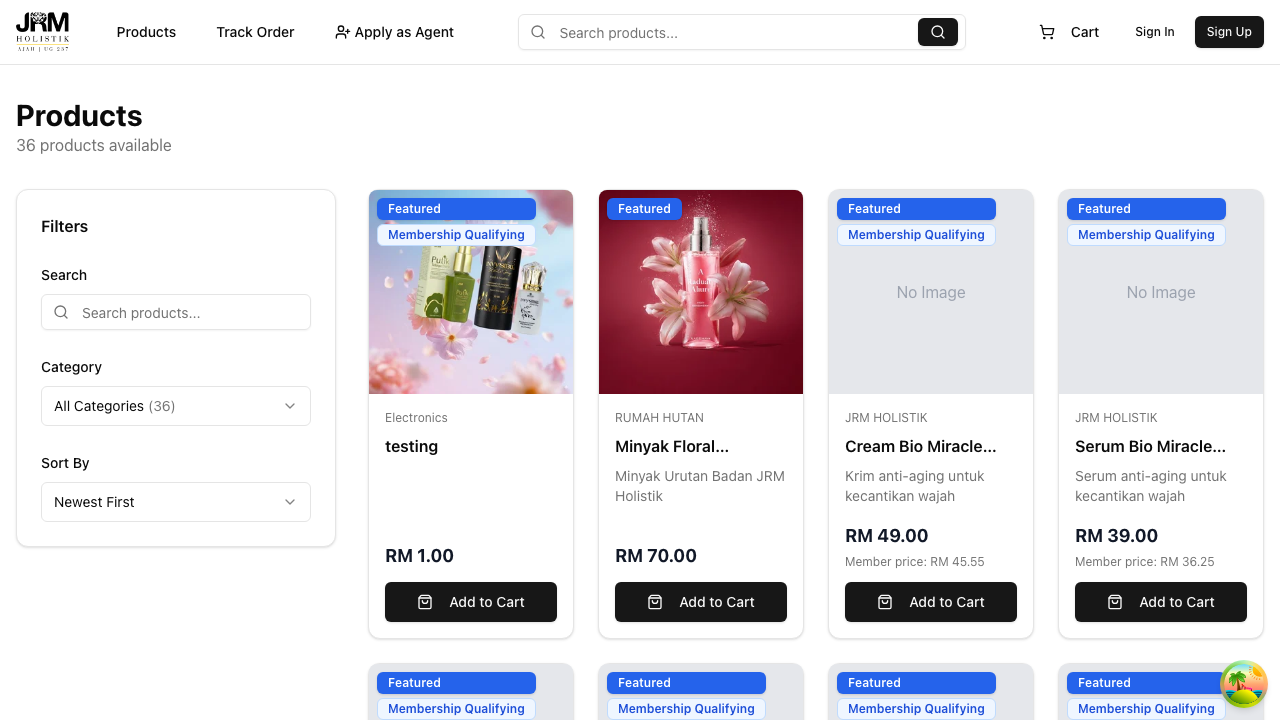 JRM
HOLISTIK
AJAH | UG 257
Products
Track Order
Apply as Agent
Search products...
Cart
Sign In
Sign Up
Products
36 products available
Filters
Search
Search products...
Category
All Categories (36)
Sort By
Newest First
Featured
Membership Qualifying
Electronics
testing
RM 1.00
Add to Cart
Featured
RUMAH HUTAN
Minyak Floral...
Minyak Urutan Badan JRM
Holistik
RM 70.00
Add to Cart
Featured
Membership Qualifying
No Image
JRM HOLISTIK
Cream Bio Miracle...
Krim anti-aging untuk
kecantikan wajah
RM 49.00
Member price: RM 45.55
Add to Cart
Featured
Membership Qualifying
No Image
JRM HOLISTIK
Serum Bio Miracle...
Serum anti-aging untuk
kecantikan wajah
RM 39.00
Member price: RM 36.25
Add to Cart
Featured
Membership Qualifying
Featured
Membership Qualifying
Featured
Membership Qualifying
Featured
Membership Qualifying